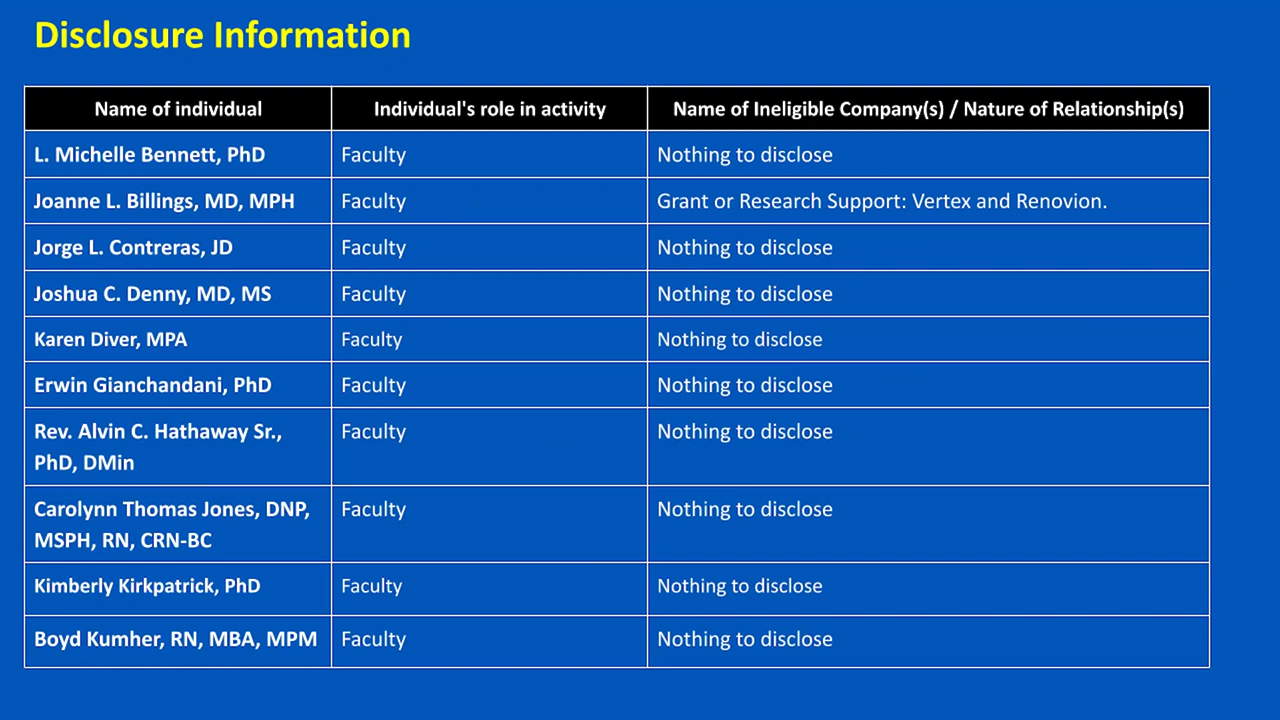 Disclosure Information
Name of individual Individual's role in activity Name of Ineligible Company(s) / Nature of Relationship(s)
L. Michelle Bennett, PhD Faculty Nothing to disclose
Joanne L. Billings, MD, MPH Faculty Grant or Research Support: Vertex and Renovion.
Jorge L. Contreras, JD Faculty Nothing to disclose
Joshua C. Denny, MD, MS Faculty Nothing to disclose
Karen Diver, MPA Faculty Nothing to disclose
Erwin Gianchandani, PhD Faculty Nothing to disclose
Rev. Alvin C. Hathaway Sr., Faculty Nothing to disclose
PhD, DMin
Carolynn Thomas Jones, DNP, Faculty Nothing to disclose
MSPH, RN, CRN-BC
Kimberly Kirkpatrick, PhD Faculty Nothing to disclose
Boyd Kumher, RN, MBA, MPM Faculty Nothing to disclose